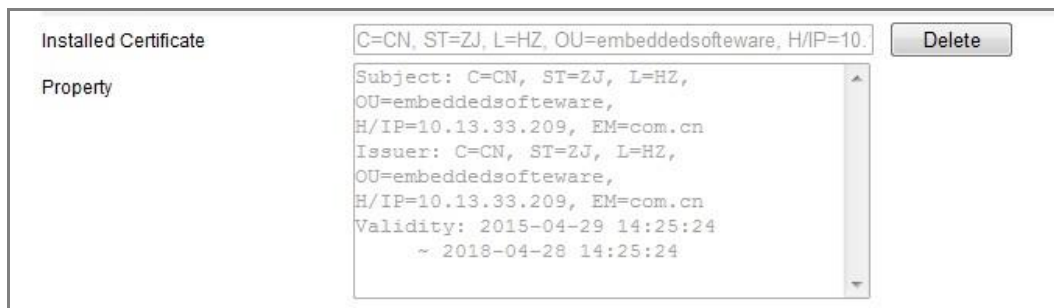 Installed Certificate
C=CN, ST=ZJ, L=HZ, OU=embeddedsofteware, H/IP=10.
Delete
Property
Subject: C=CN, ST=ZJ, L=HZ,
OU=embeddedsofteware,
H/IP=10.13.33.209, EM=com.cn
Issuer: C=CN, ST=ZJ, L=HZ,
OU=embeddedsofteware,
H/IP=10.13.33.209, EM=com.cn
Validity: 2015-04-29 14:25:24
~ 2018-04-28 14:25:24